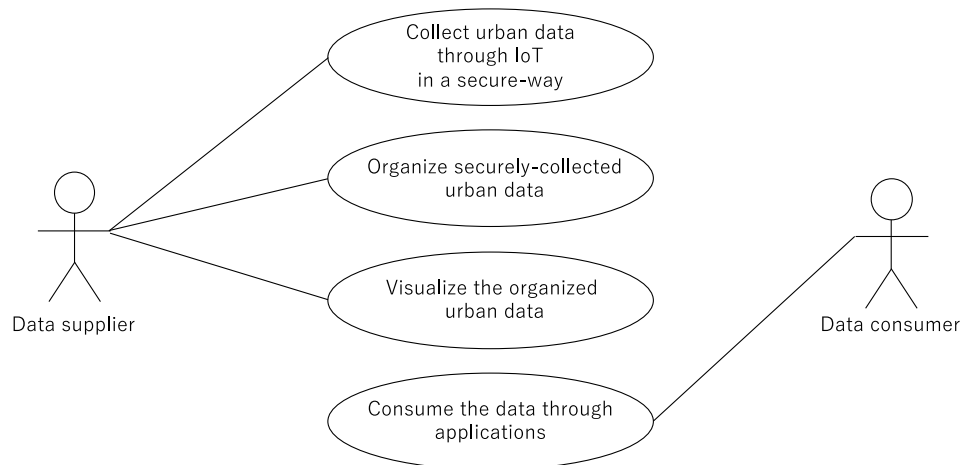 Collect urban data
through IoT
in a secure-way
Organize securely-collected
urban data
Visualize the organized
urban data
Data supplier
Data consumer
Consume the data through
applications